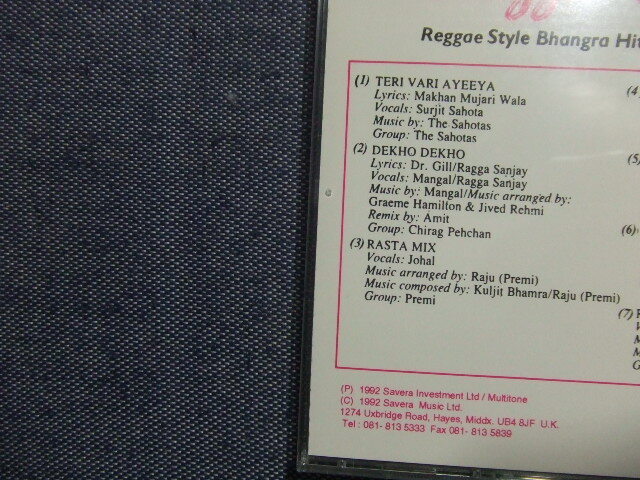 Reggae Style Bhangra Hit
(1) TERI VARI AYEEYA
Lyrics: Makhan Mujari Wala
Vocals: Surjit Sahota
Music by: The Sahotas
Group: The Sahotas
(2) DEKHO DEKHO
Lyrics: Dr. Gill/Ragga Sanjay
Vocals: Mangal/Ragga Sanjay
Music by: Mangal/Music arranged by:
Graeme Hamilton & Jived Rehmi
Remix by: Amit
Group: Chirag Pehchan
(3) RASTA MIX
Vocals: Johal
Music arranged by: Raju (Premi)
Music composed by: Kuljit Bhamra/Raju (Premi)
Group: Premi
(4)
(5)
(6)
(7)
(P) 1992 Savera Investment Ltd / Multitone
(C) 1992 Savera Music Ltd.
1274 Uxbridge Road, Hayes, Middx. UB4 8JF U.K.
Tel : 081- 813 5333 Fax 081- 813 5839